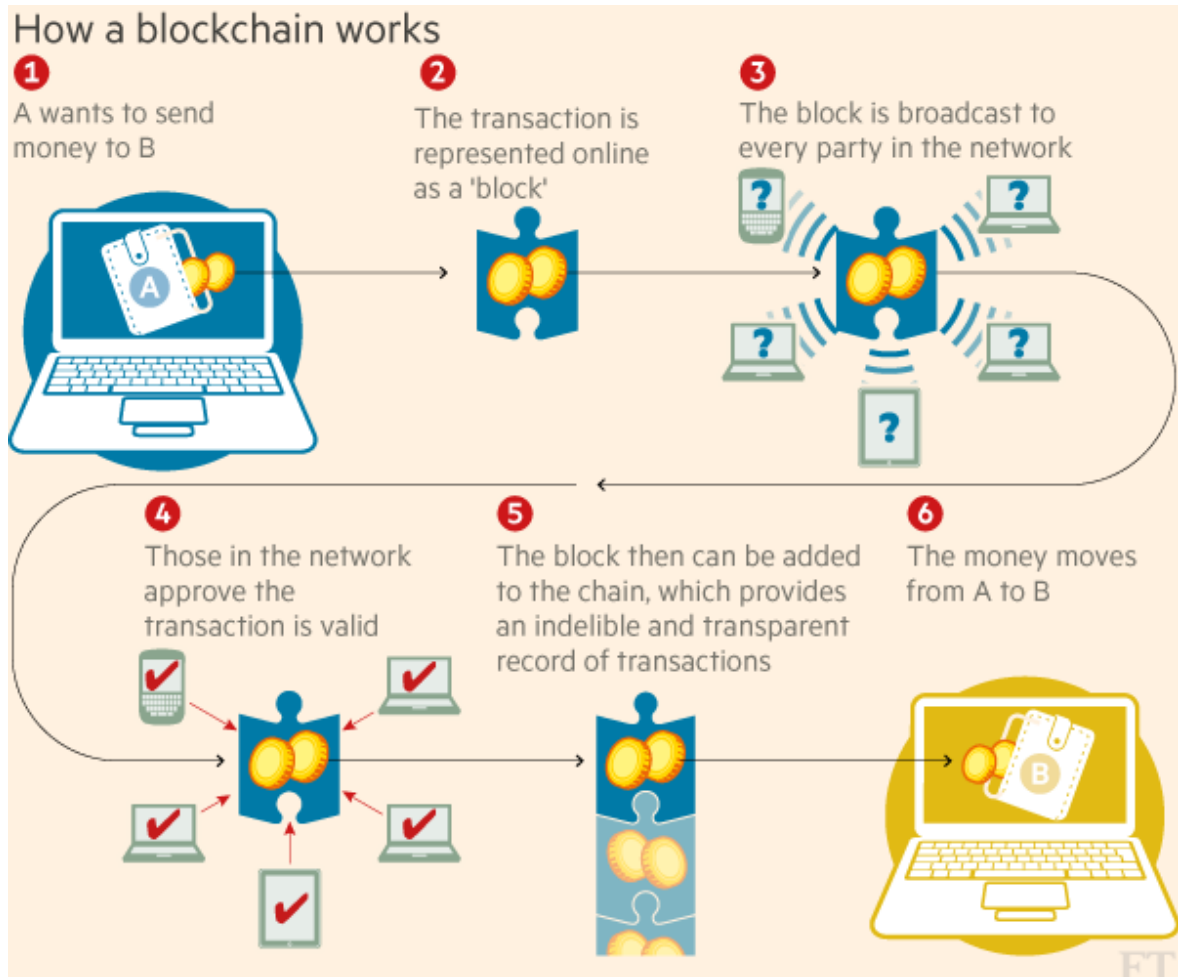 How a blockchain works
1
A wants to send
money to B
2
The transaction is
represented online
as a 'block'
3
The block is broadcast to
every party in the network
A
?
?
?
?
?
4
Those in the network
approve the
transaction is valid
5
The block then can be added
to the chain, which provides
an indelible and transparent
record of transactions
6
The money moves
from A to B
B
FT